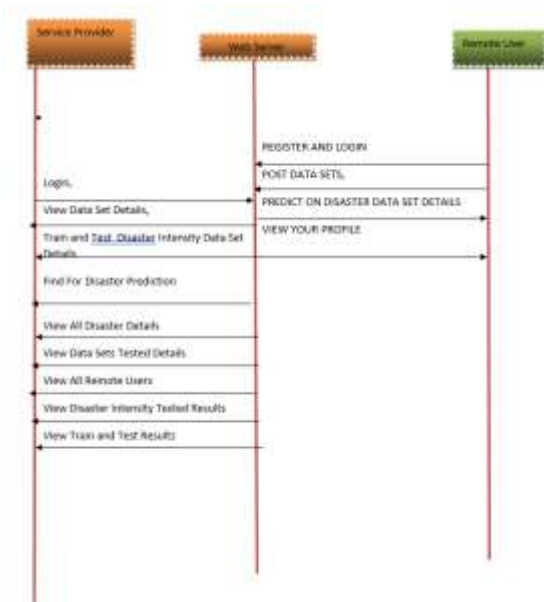 Service Provider
Web Server
Remote User
REGISTER AND LOGIN
POST DATA SETS,
Login,
PREDICT ON DISASTER DATA SET DETAILS
View Data Set Details,
VIEW YOUR PROFILE
Train and Test Disaster Intensity Data Set
Details
Find For Disaster Prediction
View All Disaster Details
View Data Sets Tested Details
View All Remote Users
View Disaster Intensity Tested Results
View Train and Test Results